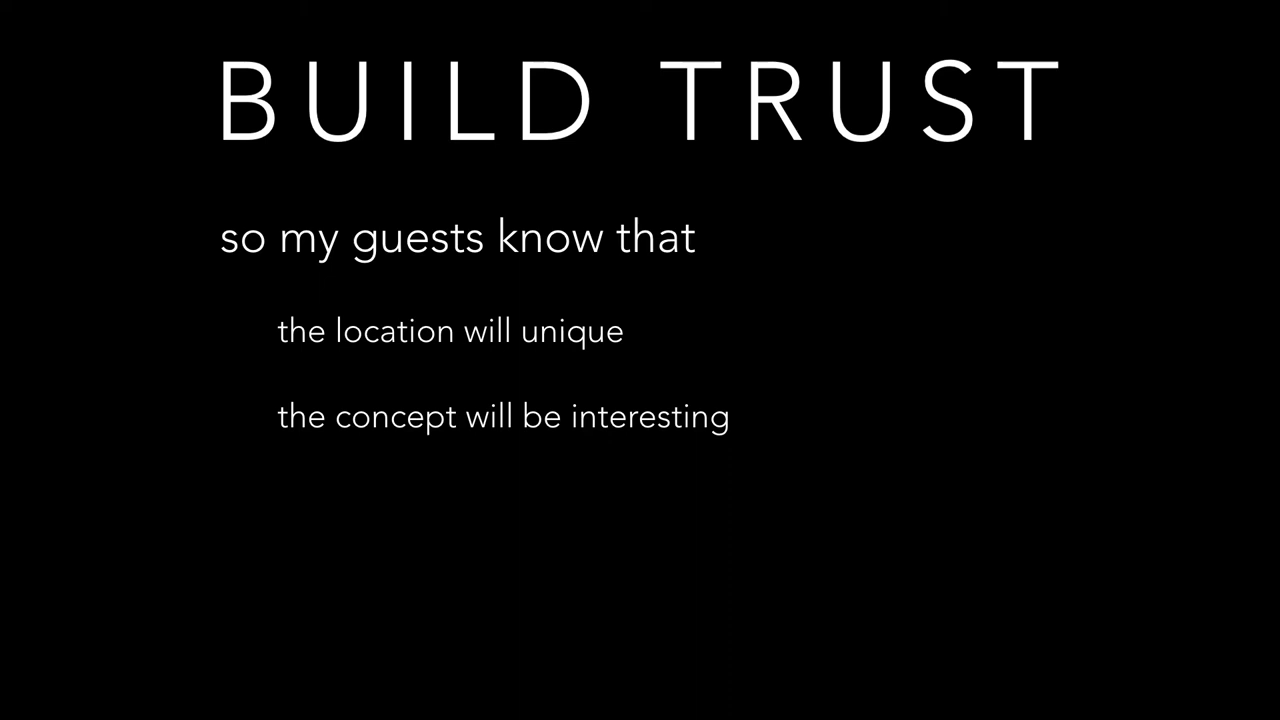 BUILD TRUST
so my guests know that
the location will unique
the concept will be interesting